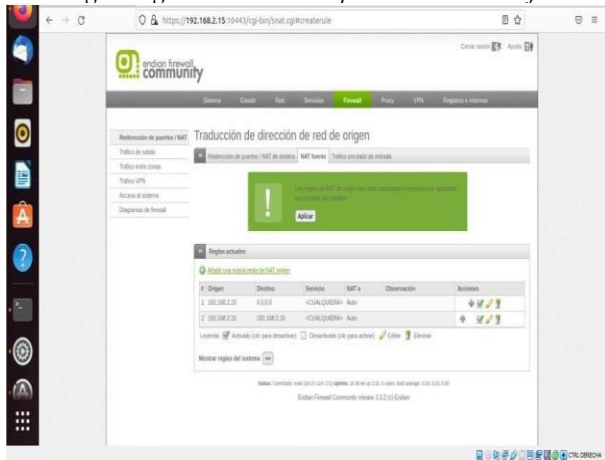 https://192.168.2.15:10443/cgi-bin/snat.cgi#createrule
Cerrar sesión Ayuda
endian firewall
community
Sistema Estado Red Servicios Firewall Proxy VPN Registros e informes
Redirección de puertos / NAT
Tráfico de salida
Tráfico entre zonas
Tráfico VPN
Acceso al sistema
Diagramas de firewall
Traducción de dirección de red de origen
Redirección de puertos / NAT de destino NAT fuente Tráfico enrutado de entrada
Aplicar
Reglas actuales
Añadir una nueva regla de NAT origen
# Origen Destino Servicio NAT a Observación Acciones
1 192.168.2.15 0.0.0.0 <CUALQUIERA> Auto
2 192.168.2.15 <CUALQUIERA> Auto
Leyenda: Activado (clic para desactivar) Desactivado (clic para activar) Editar Eliminar
Mostrar reglas del sistema >>
Status: Conectado:
Endian Firewall Community release 3.3.2 (c) Endian
CTRL DERECHA